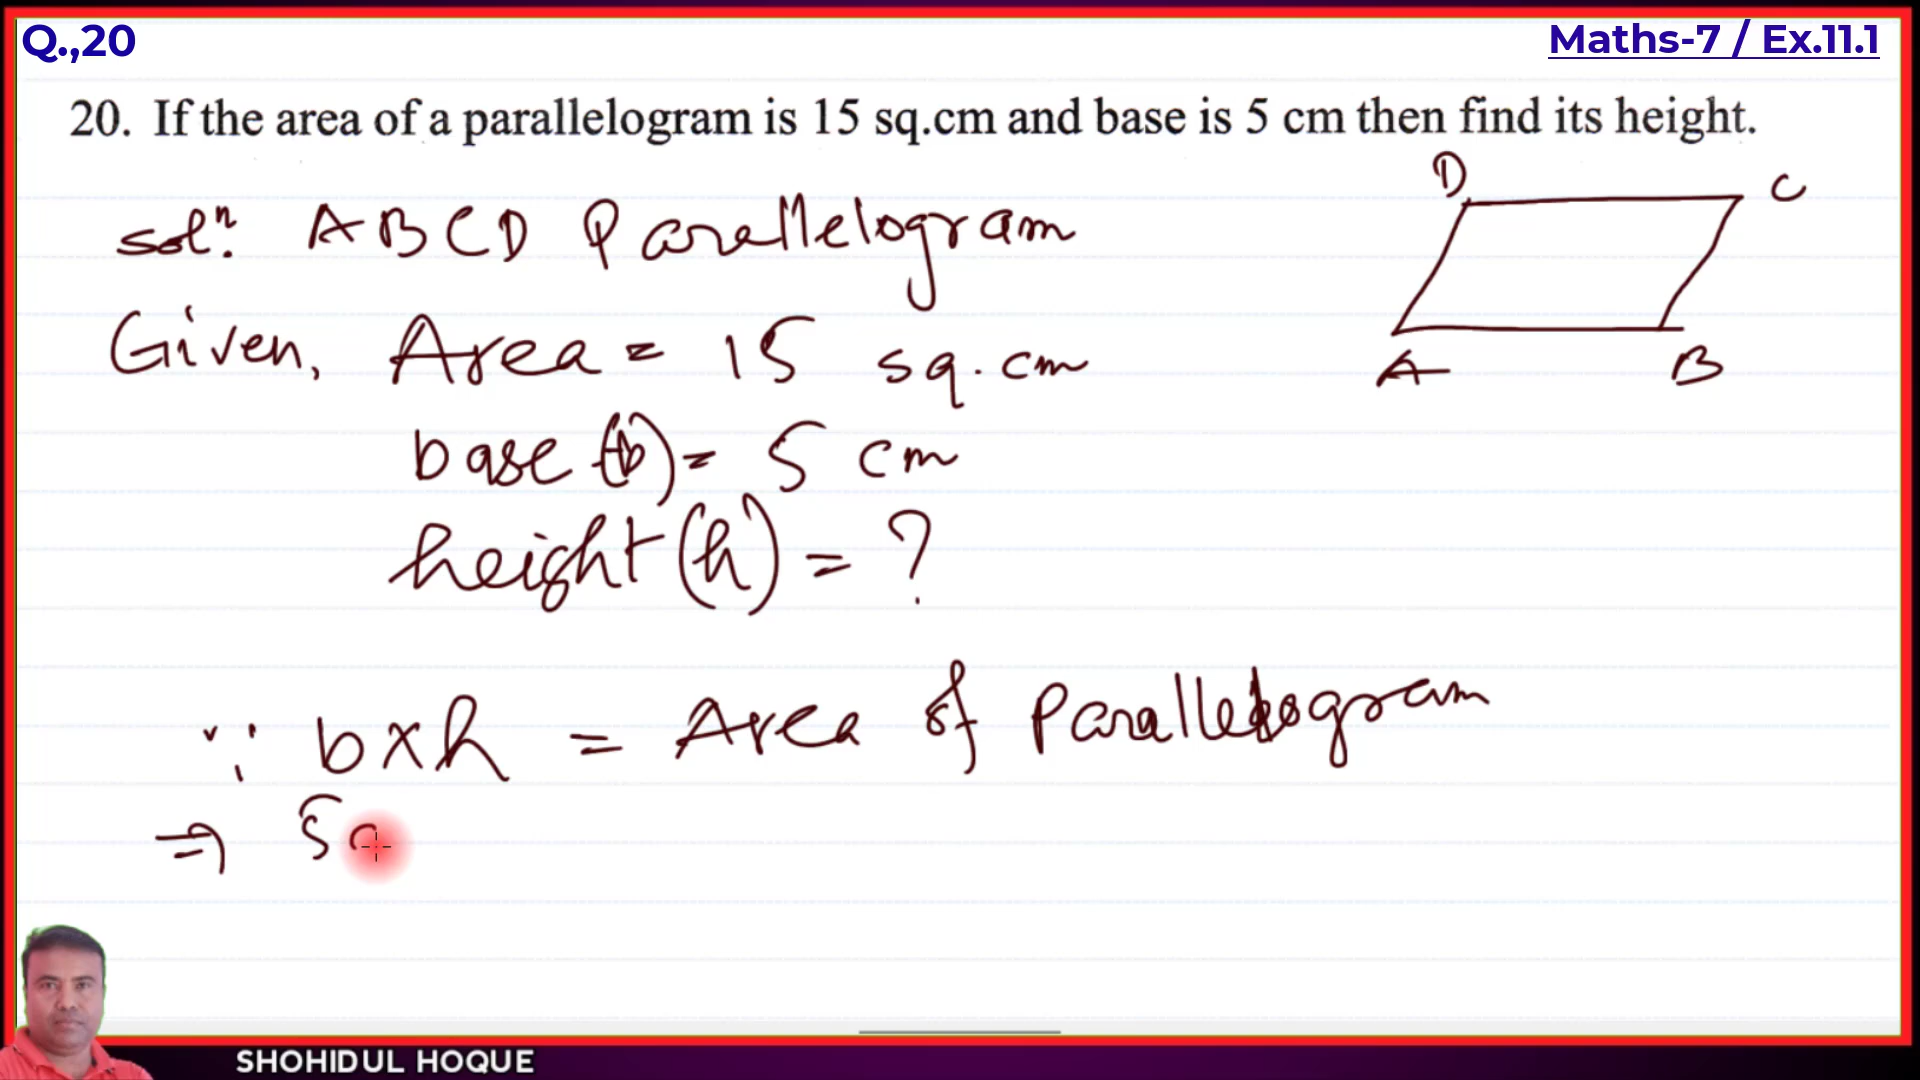 Q.,20
Maths-7 / Ex.11.1
20. If the area of a parallelogram is 15 sq.cm and base is 5 cm then find its height.
D C
solⁿ: ABCD Parallelogram
Given, Area = 15 sq.cm
A B
base (b) = 5 cm
height (h) = ?
∵ b×h = Area of Parallelogram
⇒ 5
SHOHIDUL HOQUE